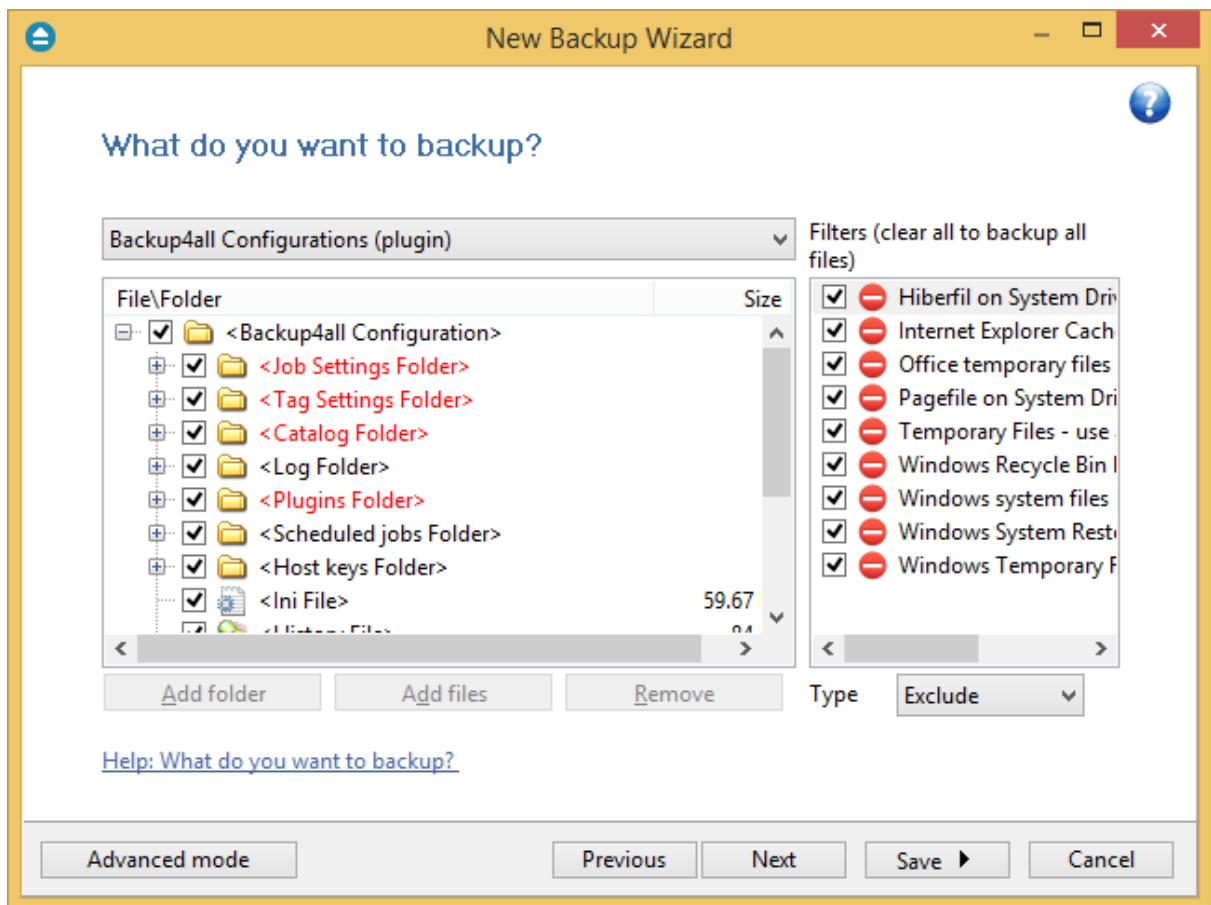 New Backup Wizard
What do you want to backup?
Backup4all Configurations (plugin)
Filters (clear all to backup all
files)
File\Folder Size
<Backup4all Configuration>
<Job Settings Folder>
<Tag Settings Folder>
<Catalog Folder>
<Log Folder>
<Plugins Folder>
<Scheduled jobs Folder>
<Host keys Folder>
<Ini File> 59.67
<History File> 84
Hiberfil on System
Internet Explorer
Office temporary files
Pagefile on System
Temporary Files - use
Windows Recycle Bin
Windows system files
Windows System
Windows Temporary
Add folder Add files Remove
Type Exclude
Help: What do you want to backup?
Advanced mode Previous Next Save Cancel